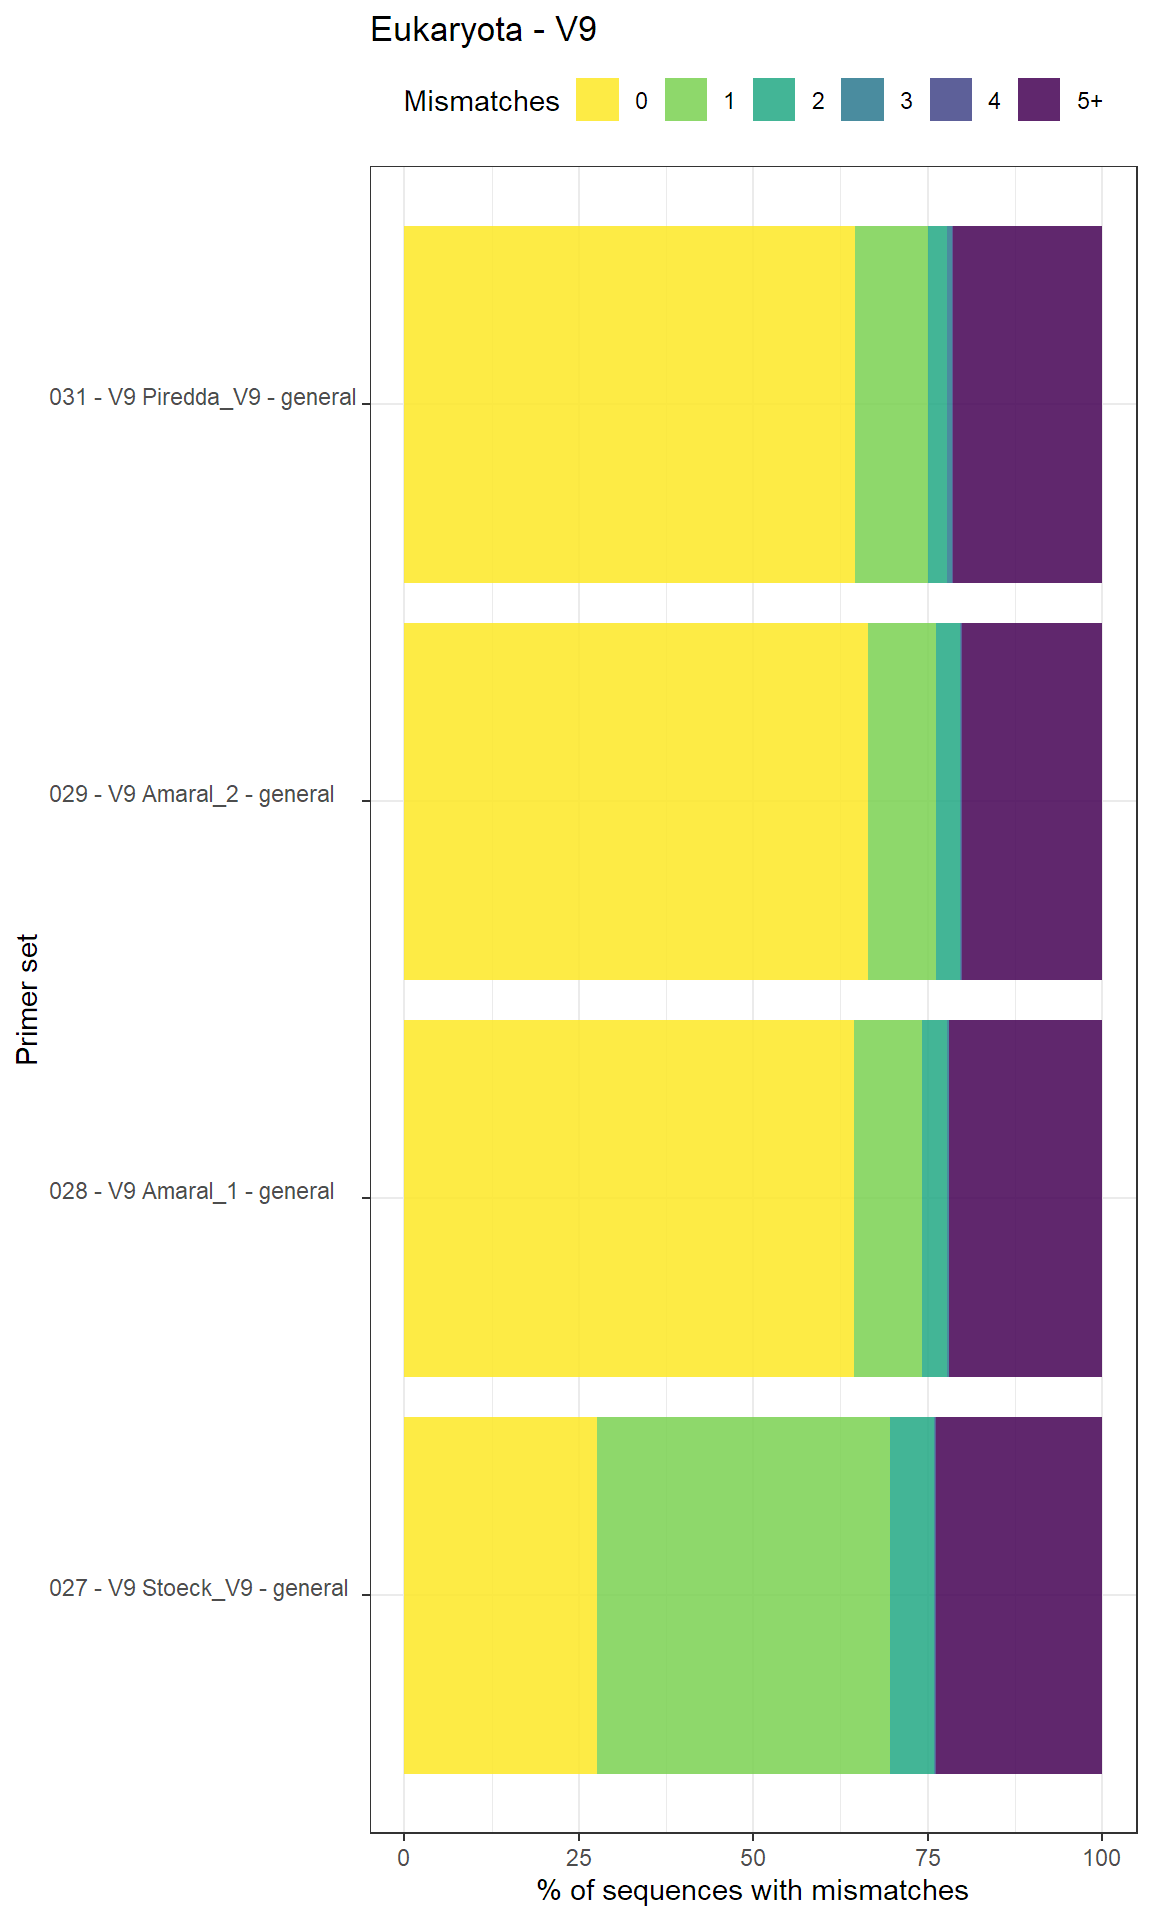 Eukaryota - V9
Mismatches 0 1 2 3 4 5+
031 - V9 Piredda_V9 - general
029 - V9 Amaral_2 - general
028 - V9 Amaral_1 - general
027 - V9 Stoeck_V9 - general
Primer set
0 25 50 75 100
% of sequences with mismatches